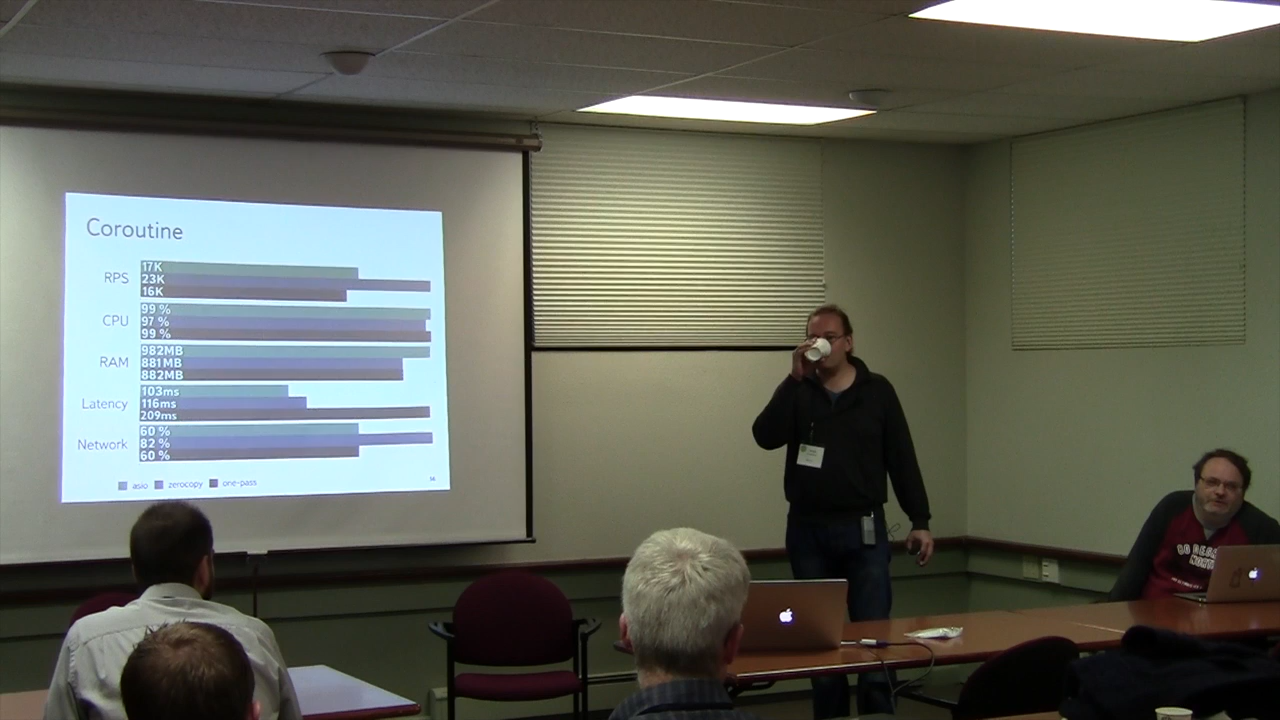 Coroutine
RPS
17K
23K
16K
CPU
99 %
97 %
99 %
RAM
982MB
881MB
882MB
Latency
103ms
116ms
209ms
Network
60 %
82 %
60 %
asio zerocopy one-pass